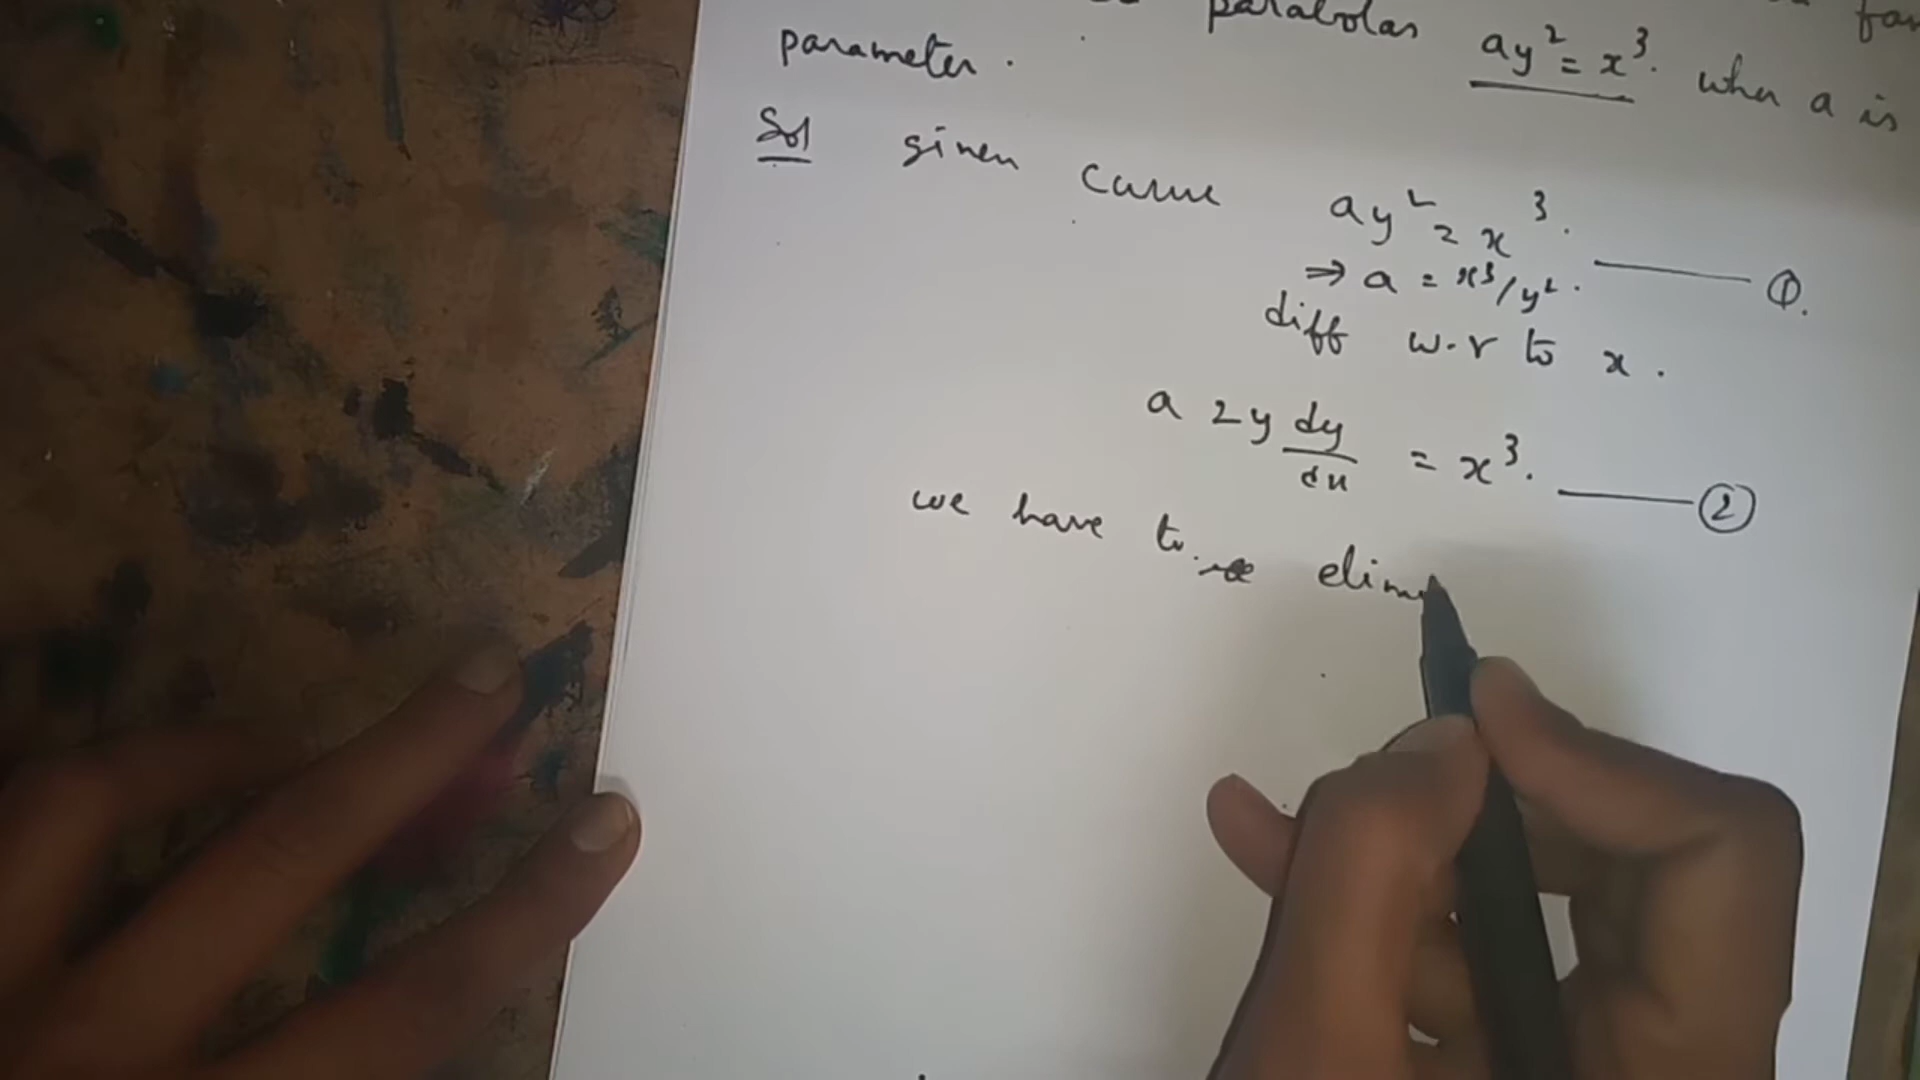 parabolas ay² = x³. when a is
parameter.
Sol given curve ay² = x³. ——— ①.
⇒ a = x³/y².
diff w.r to x.
a 2y dy/dx = x³. ——— ②
we have to elim